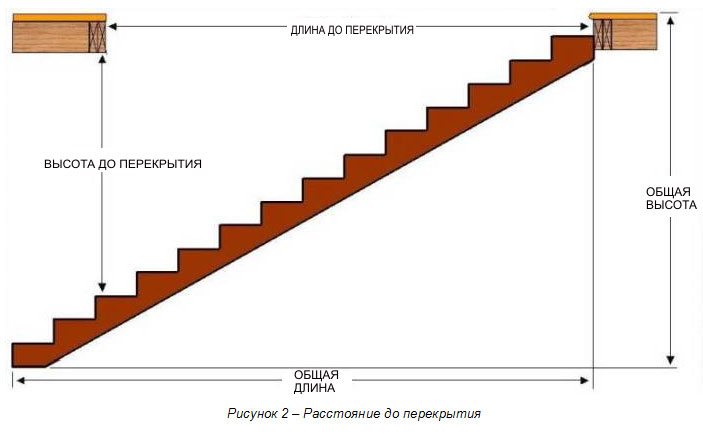 ДЛИНА ДО ПЕРЕКРЫТИЯ
ВЫСОТА ДО ПЕРЕКРЫТИЯ
ОБЩАЯ
ВЫСОТА
ОБЩАЯ
ДЛИНА
Рисунок 2 – Расстояние до перекрытия